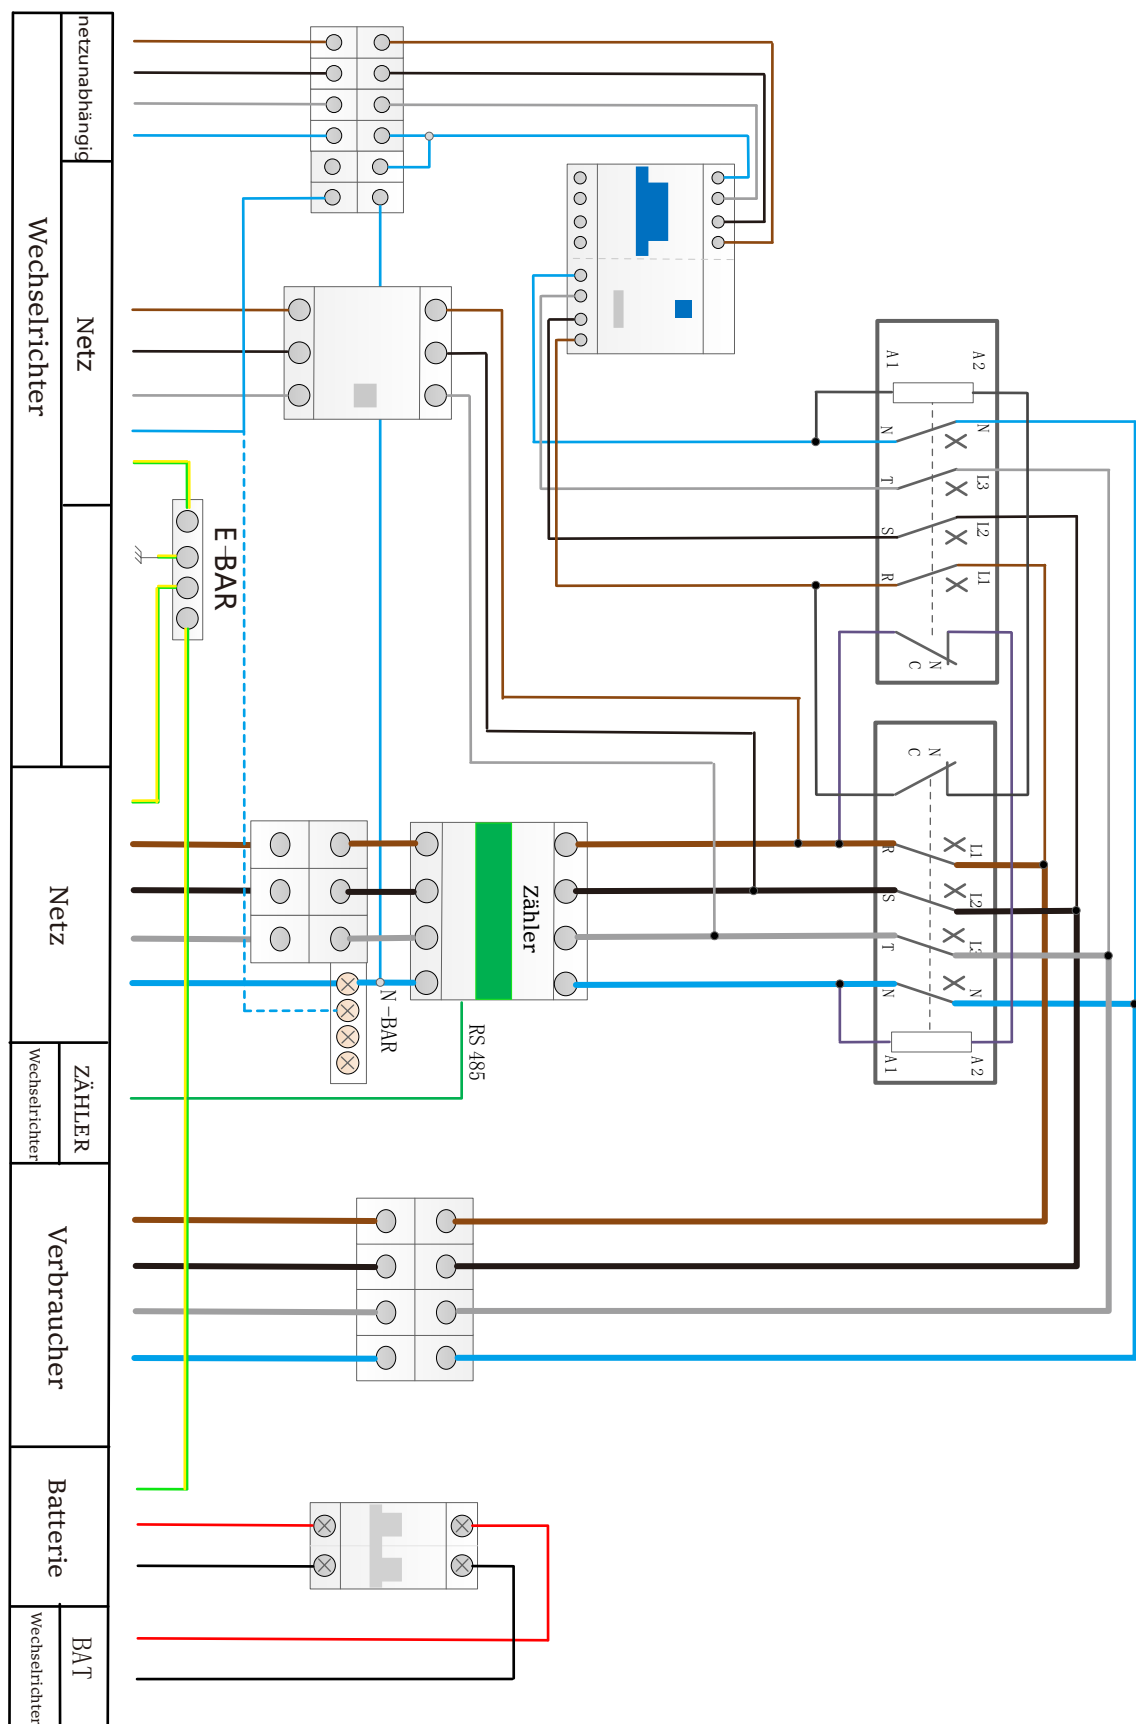 netzunabhängig
Wechselrichter
Netz
E-BAR
A1
A2
N
N
T
L3
S
L2
R
L1
C
N
C
N
R
L1
S
L2
T
L3
N
N
A1
A2
Zähler
N-BAR
RS 485
Netz
Wechselrichter
ZÄHLER
Verbraucher
Batterie
Wechselrichter
BAT